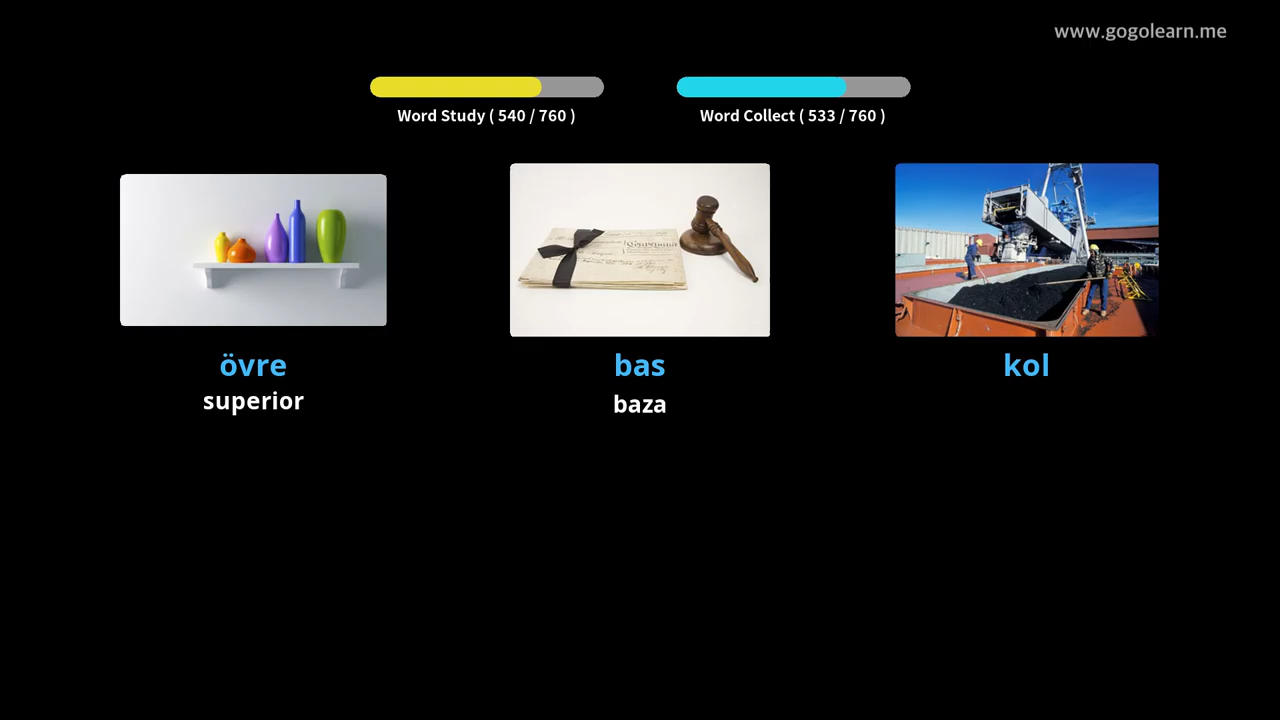 www.gogolearn.me
Word Study ( 540 / 760 )
Word Collect ( 533 / 760 )
övre
bas
kol
superior
baza